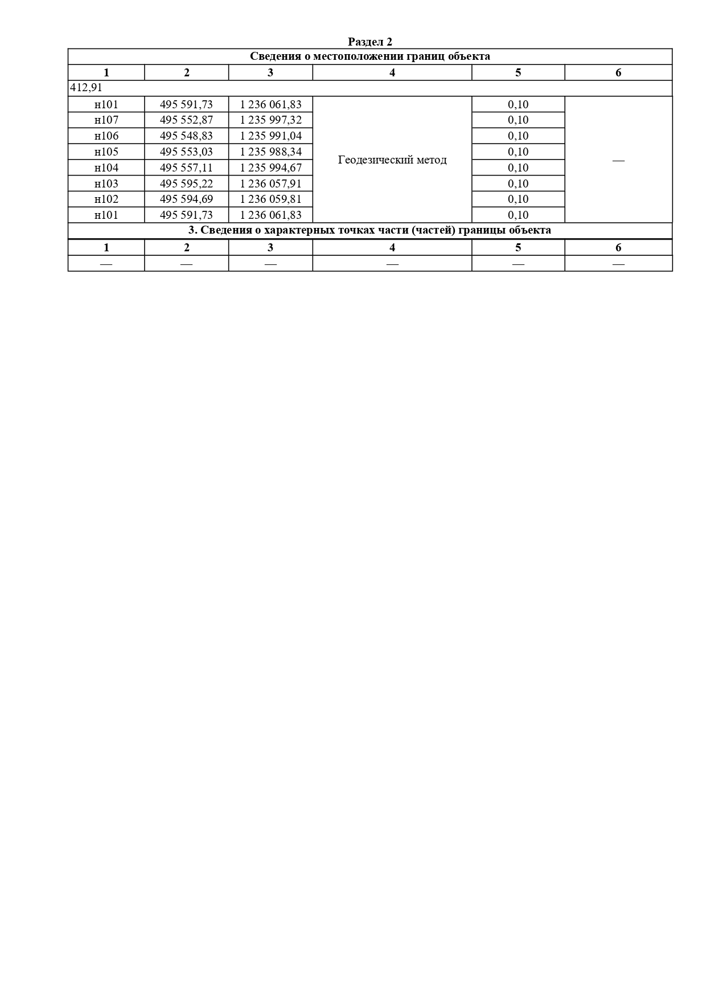 Раздел 2
Сведения о местоположении границ объекта
1 2 3 4 5 6
412,91
н101 495 591,73 1 236 061,83 0,10
н107 495 552,87 1 235 997,32 0,10
н106 495 548,83 1 235 991,04 0,10
н105 495 553,03 1 235 988,34 0,10
Геодезический метод —
н104 495 557,11 1 235 994,67 0,10
н103 495 595,22 1 236 057,91 0,10
н102 495 594,69 1 236 059,81 0,10
н101 495 591,73 1 236 061,83 0,10
3. Сведения о характерных точках части (частей) границы объекта
1 2 3 4 5 6
— — — — — —